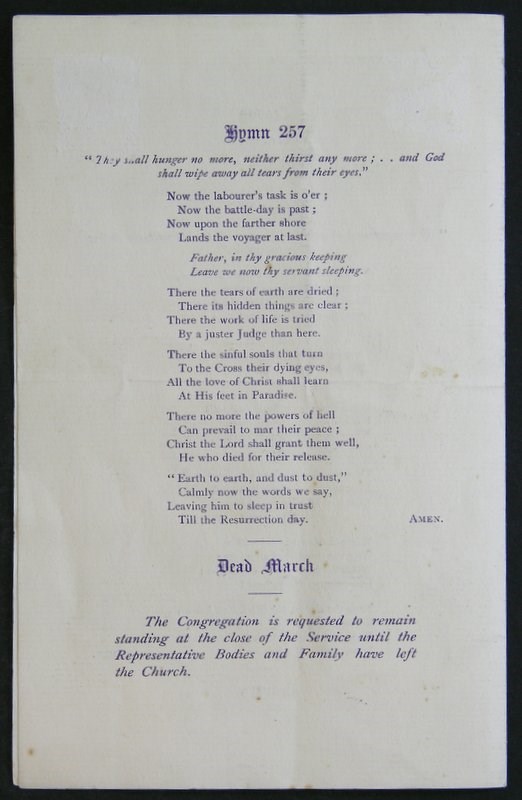 Hymn 257
“They shall hunger no more, neither thirst any more ; . . and God
shall wipe away all tears from their eyes.”
Now the labourer’s task is o’er ;
Now the battle-day is past ;
Now upon the farther shore
Lands the voyager at last.
Father, in thy gracious keeping
Leave we now thy servant sleeping.
There the tears of earth are dried ;
There its hidden things are clear ;
There the work of life is tried
By a juster Judge than here.
There the sinful souls that turn
To the Cross their dying eyes,
All the love of Christ shall learn
At His feet in Paradise.
There no more the powers of hell
Can prevail to mar their peace ;
Christ the Lord shall grant them well,
He who died for their release.
“ Earth to earth, and dust to dust,”
Calmly now the words we say,
Leaving him to sleep in trust
Till the Resurrection day. AMEN.
Dead March
The Congregation is requested to remain
standing at the close of the Service until the
Representative Bodies and Family have left
the Church.